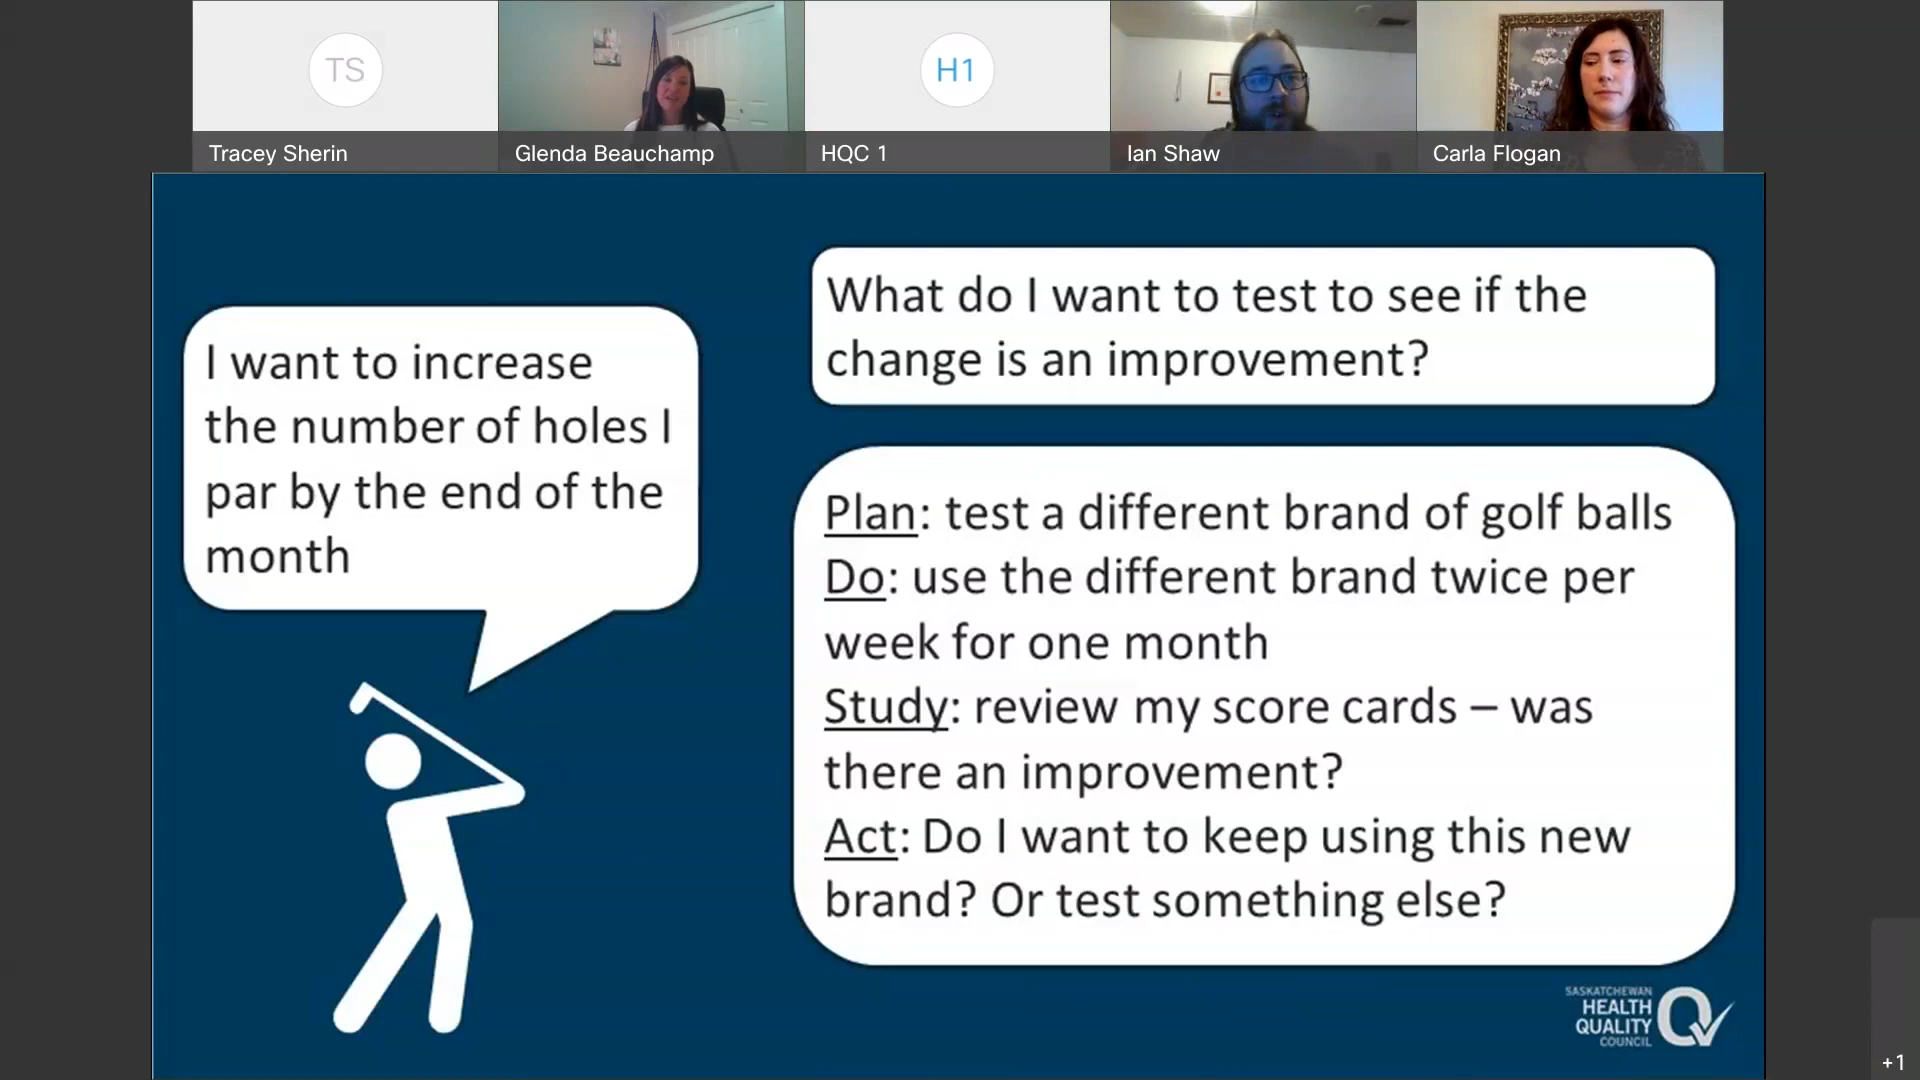 TS
H1
Tracey Sherin
Glenda Beauchamp
HQC 1
Ian Shaw
Carla Flogan
I want to increase
the number of holes I
par by the end of the
month
What do I want to test to see if the
change is an improvement?
Plan: test a different brand of golf balls
Do: use the different brand twice per
week for one month
Study: review my score cards – was
there an improvement?
Act: Do I want to keep using this new
brand? Or test something else?
SASKATCHEWAN
HEALTH
QUALITY
COUNCIL
+1